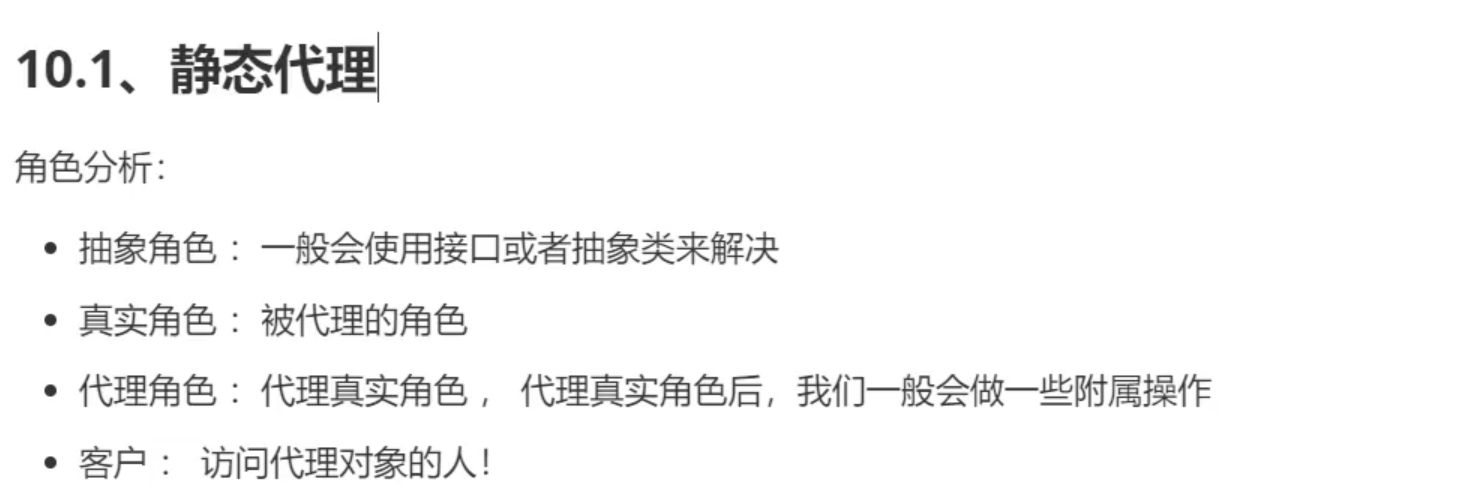 10.1、静态代理
角色分析：
• 抽象角色 ：一般会使用接口或者抽象类来解决
• 真实角色 ：被代理的角色
• 代理角色 ：代理真实角色 ， 代理真实角色后，我们一般会做一些附属操作
• 客户 ： 访问代理对象的人！